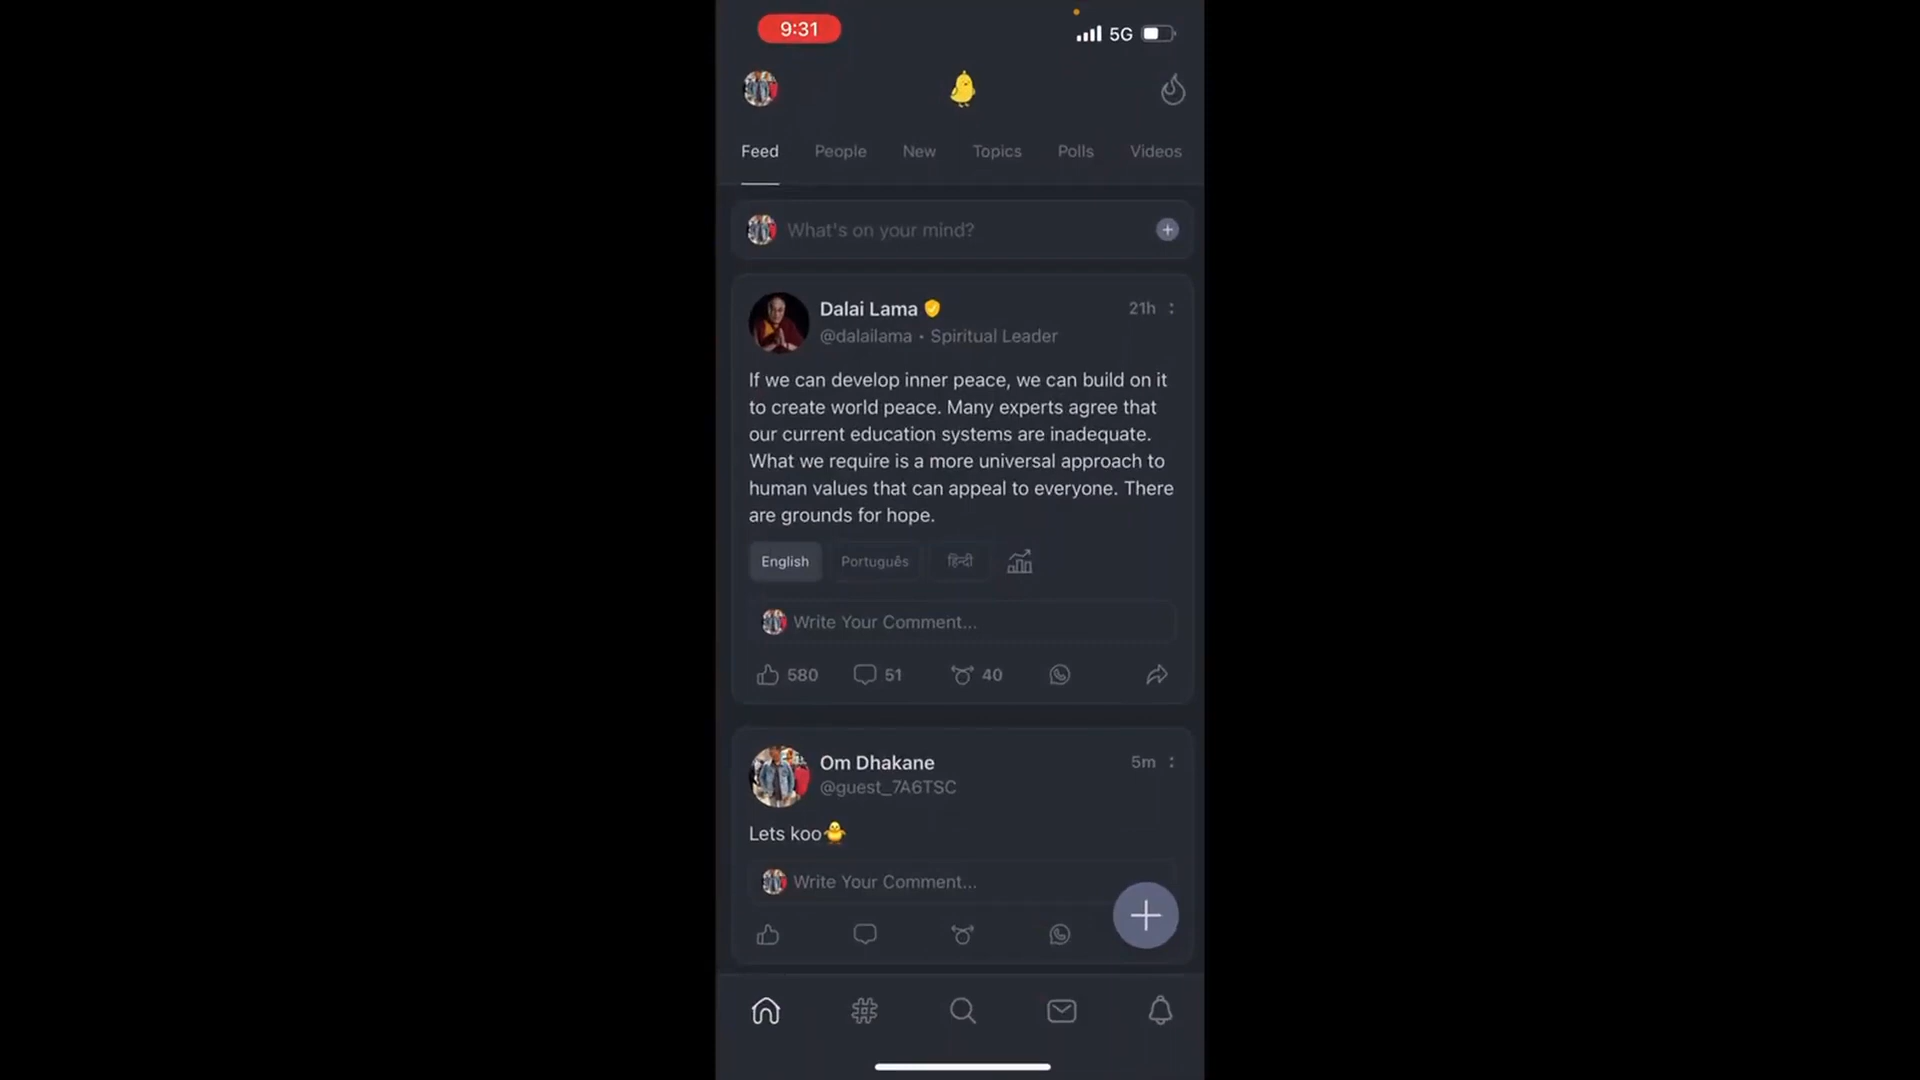 9:31
5G
Feed People New Topics Polls Videos
What's on your mind?
Dalai Lama 21h
@dalailama • Spiritual Leader
If we can develop inner peace, we can build on it
to create world peace. Many experts agree that
our current education systems are inadequate.
What we require is a more universal approach to
human values that can appeal to everyone. There
are grounds for hope.
English Português हिन्दी
Write Your Comment...
580 51 40
Om Dhakane 5m
@guest_7A6TSC
Lets koo🐥
Write Your Comment...